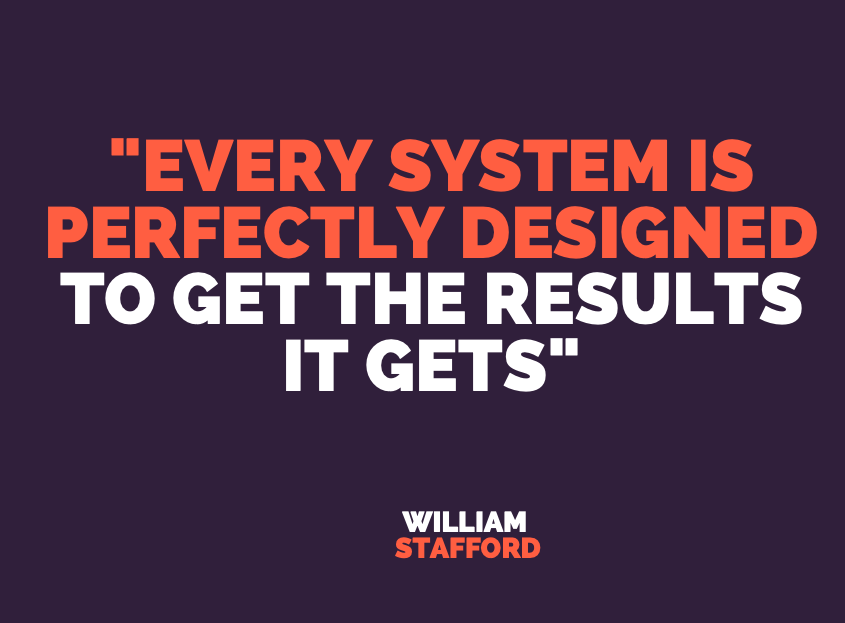 "EVERY SYSTEM IS
PERFECTLY DESIGNED
TO GET THE RESULTS
IT GETS"
WILLIAM
STAFFORD